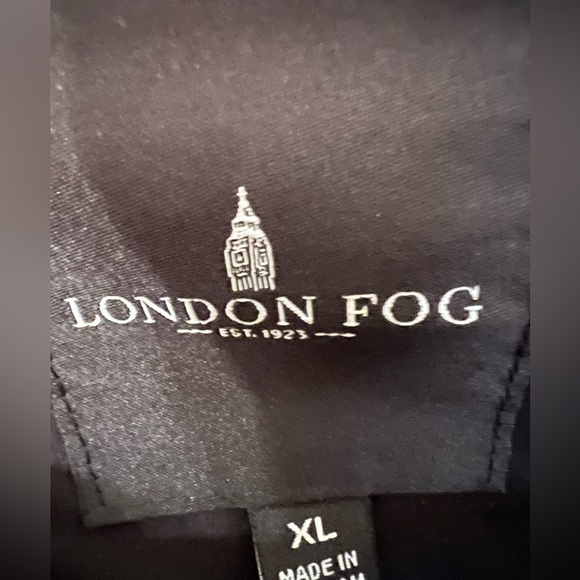 LONDON FOG
EST. 1923
XL
MADE IN